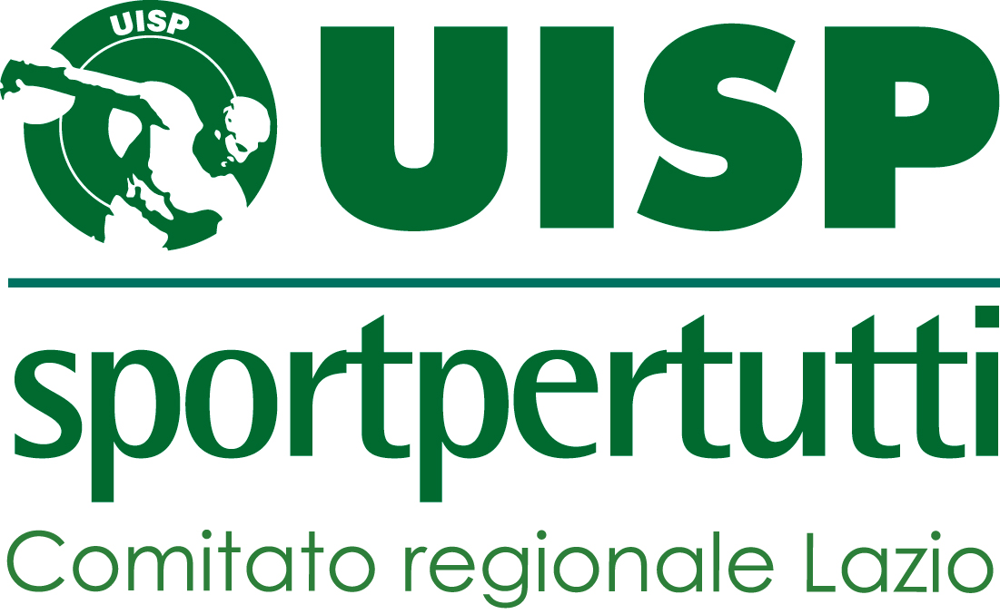 UISP
UISP
sportpertutti
Comitato regionale Lazio